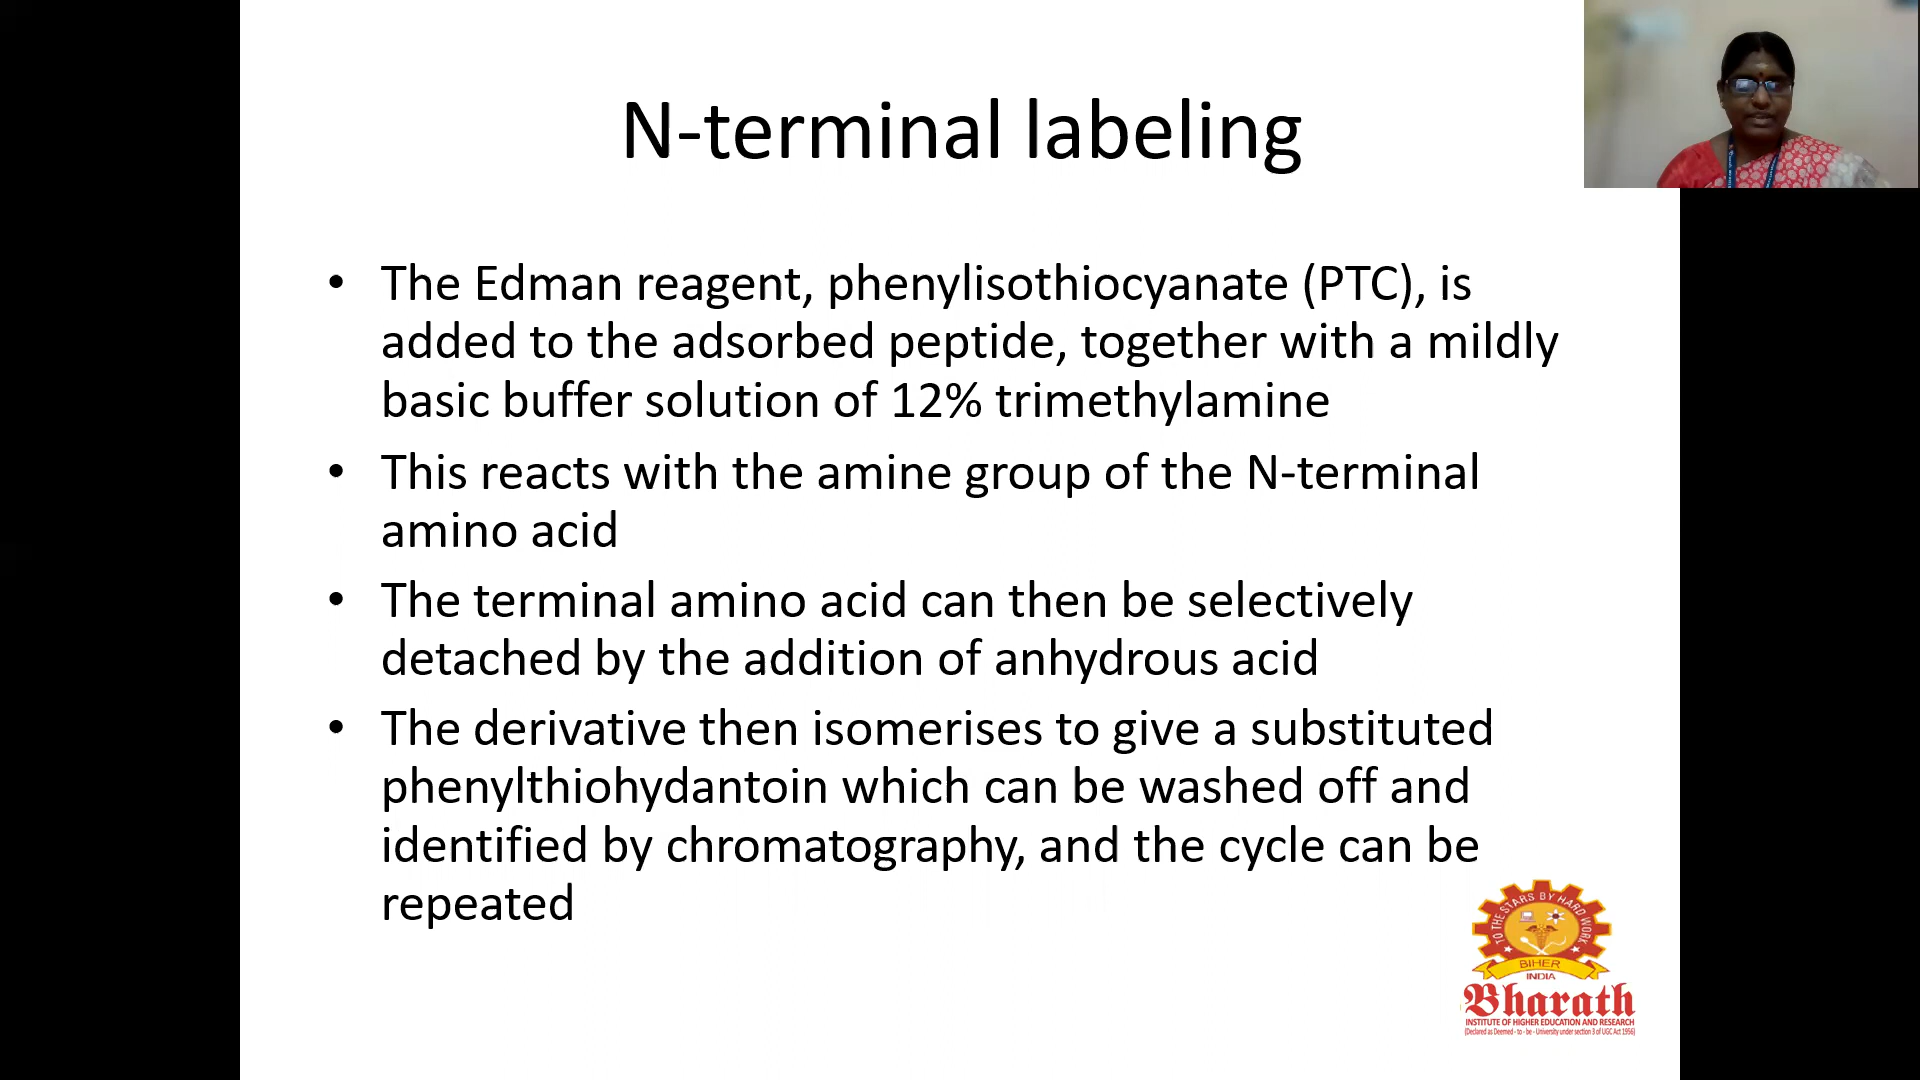 N-terminal labeling
• The Edman reagent, phenylisothiocyanate (PTC), is
added to the adsorbed peptide, together with a mildly
basic buffer solution of 12% trimethylamine
• This reacts with the amine group of the N-terminal
amino acid
• The terminal amino acid can then be selectively
detached by the addition of anhydrous acid
• The derivative then isomerises to give a substituted
phenylthiohydantoin which can be washed off and
identified by chromatography, and the cycle can be
repeated
TO THE STARS BY HARD WORK
BIHER
INDIA
Bharath
INSTITUTE OF HIGHER EDUCATION AND RESEARCH
(Declared as Deemed - to - be - University under section 3 of UGC Act 1956)